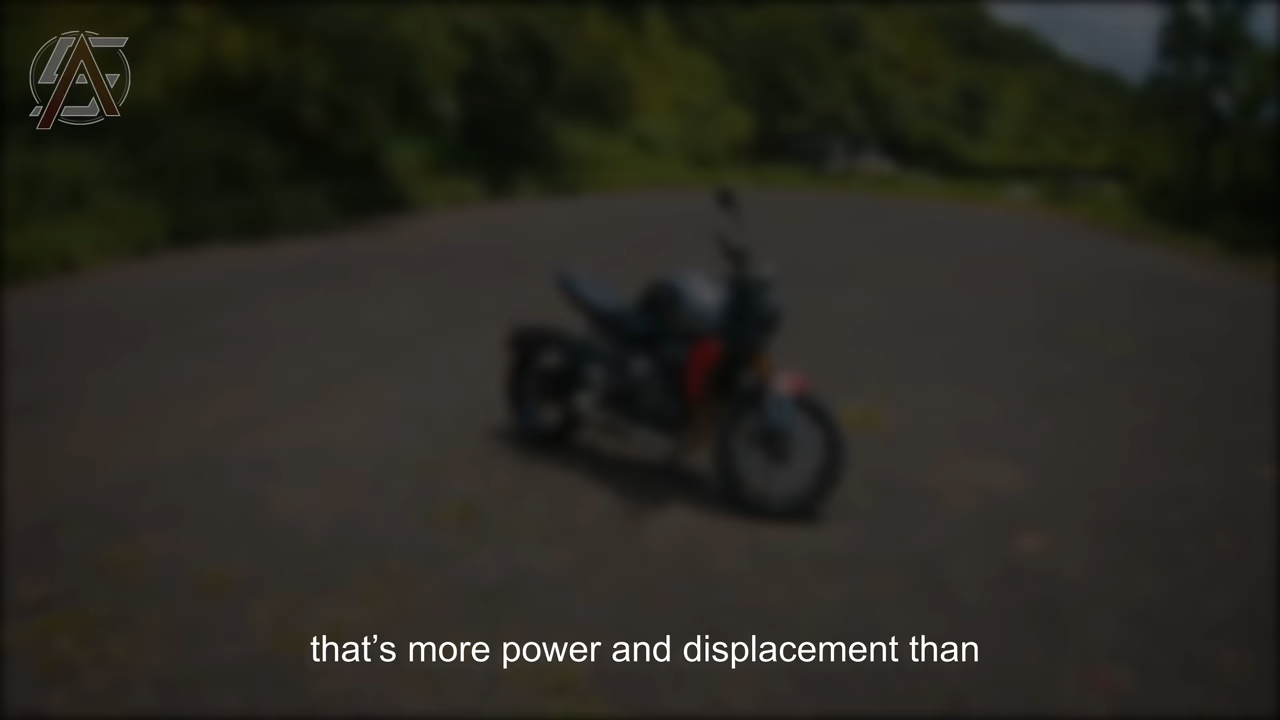 that’s more power and displacement than